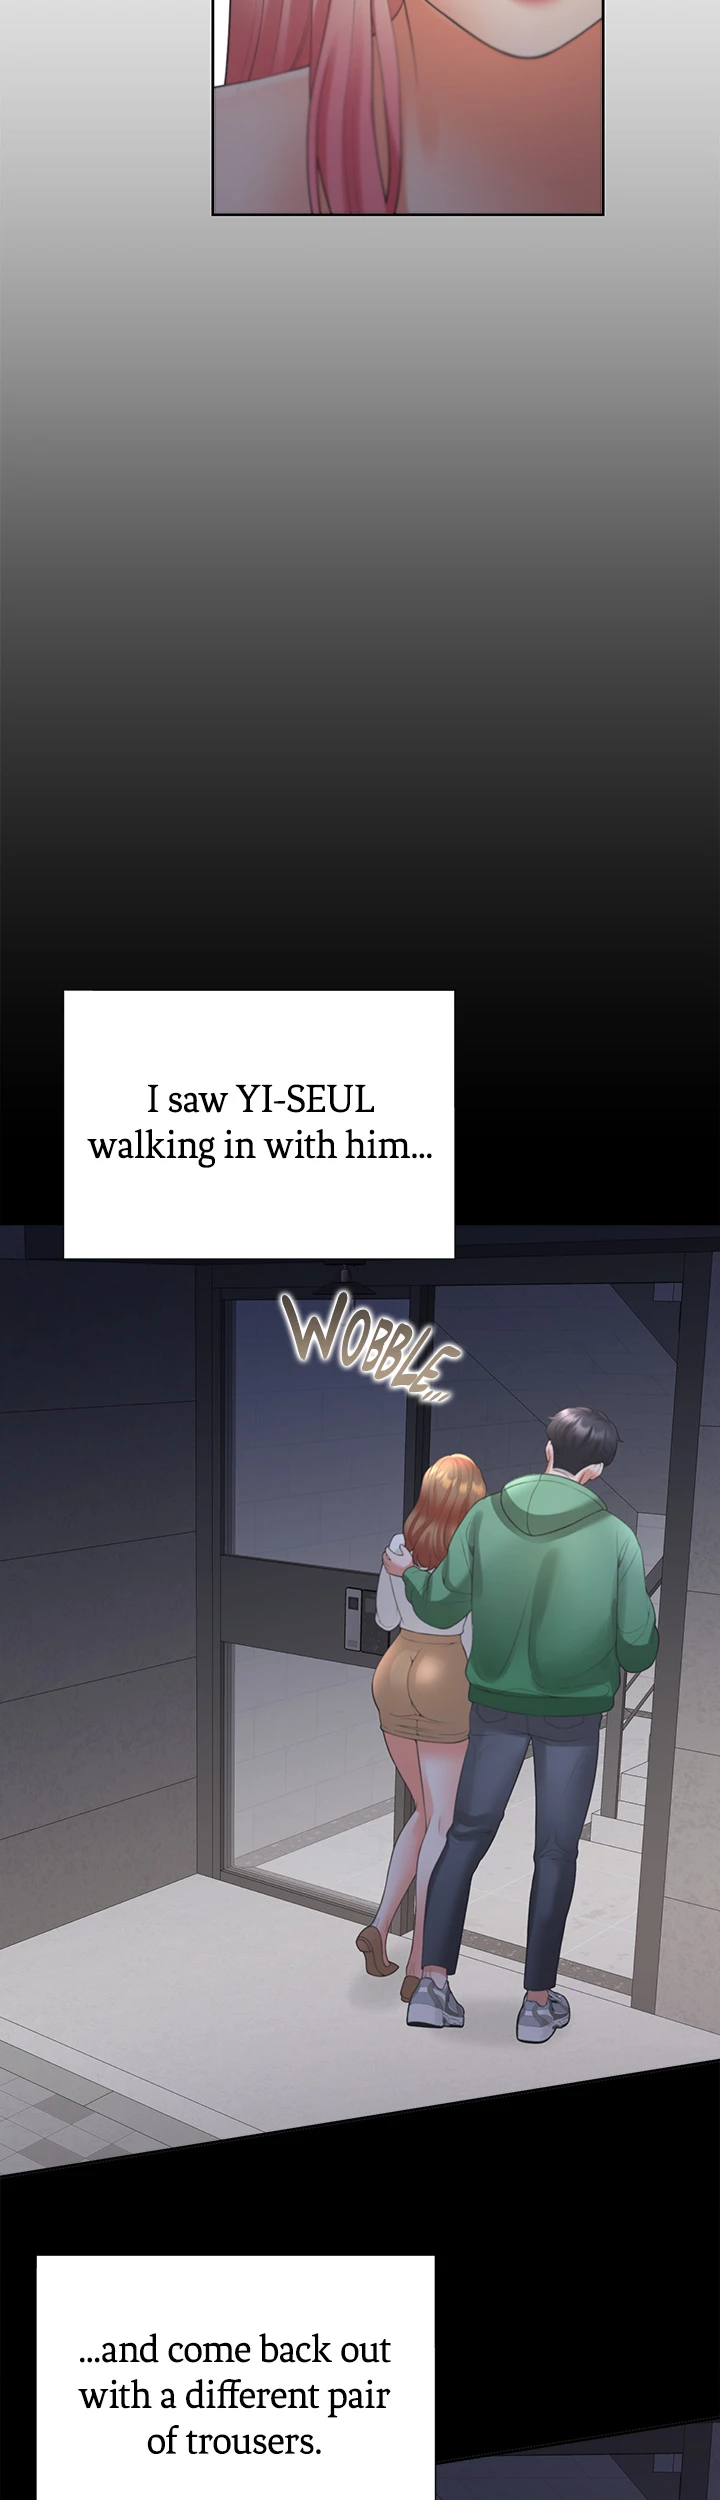 I saw YI-SEUL
walking in with him...
WOBBLE...
...and come back out
with a different pair
of trousers.